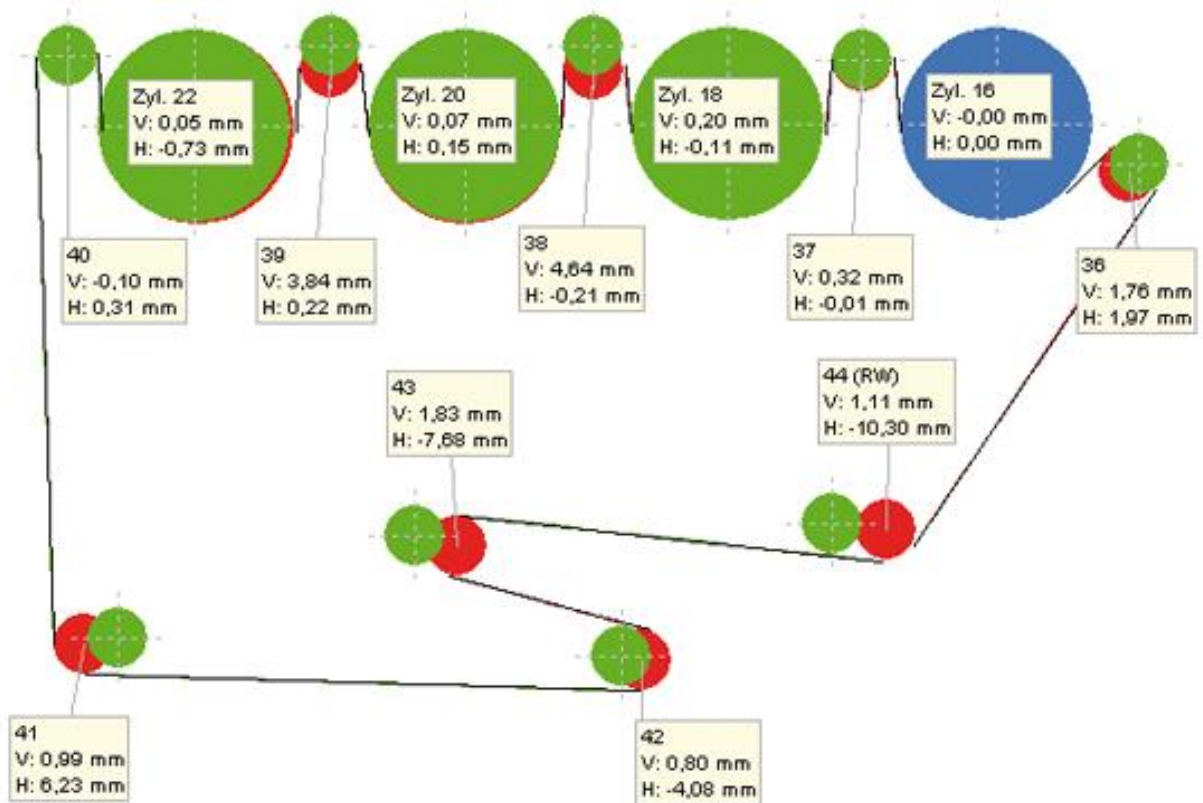 Zyl. 22
V: 0,05 mm
H: -0,73 mm
Zyl. 20
V: 0,07 mm
H: 0,15 mm
Zyl. 18
V: 0,20 mm
H: -0,11 mm
Zyl. 16
V: -0,00 mm
H: 0,00 mm
40
V: -0,10 mm
H: 0,31 mm
39
V: 3,84 mm
H: 0,22 mm
38
V: 4,64 mm
H: -0,21 mm
37
V: 0,32 mm
H: -0,01 mm
36
V: 1,76 mm
H: 1,97 mm
43
V: 1,83 mm
H: -7,68 mm
44 (RW)
V: 1,11 mm
H: -10,30 mm
41
V: 0,99 mm
H: 6,23 mm
42
V: 0,80 mm
H: -4,08 mm